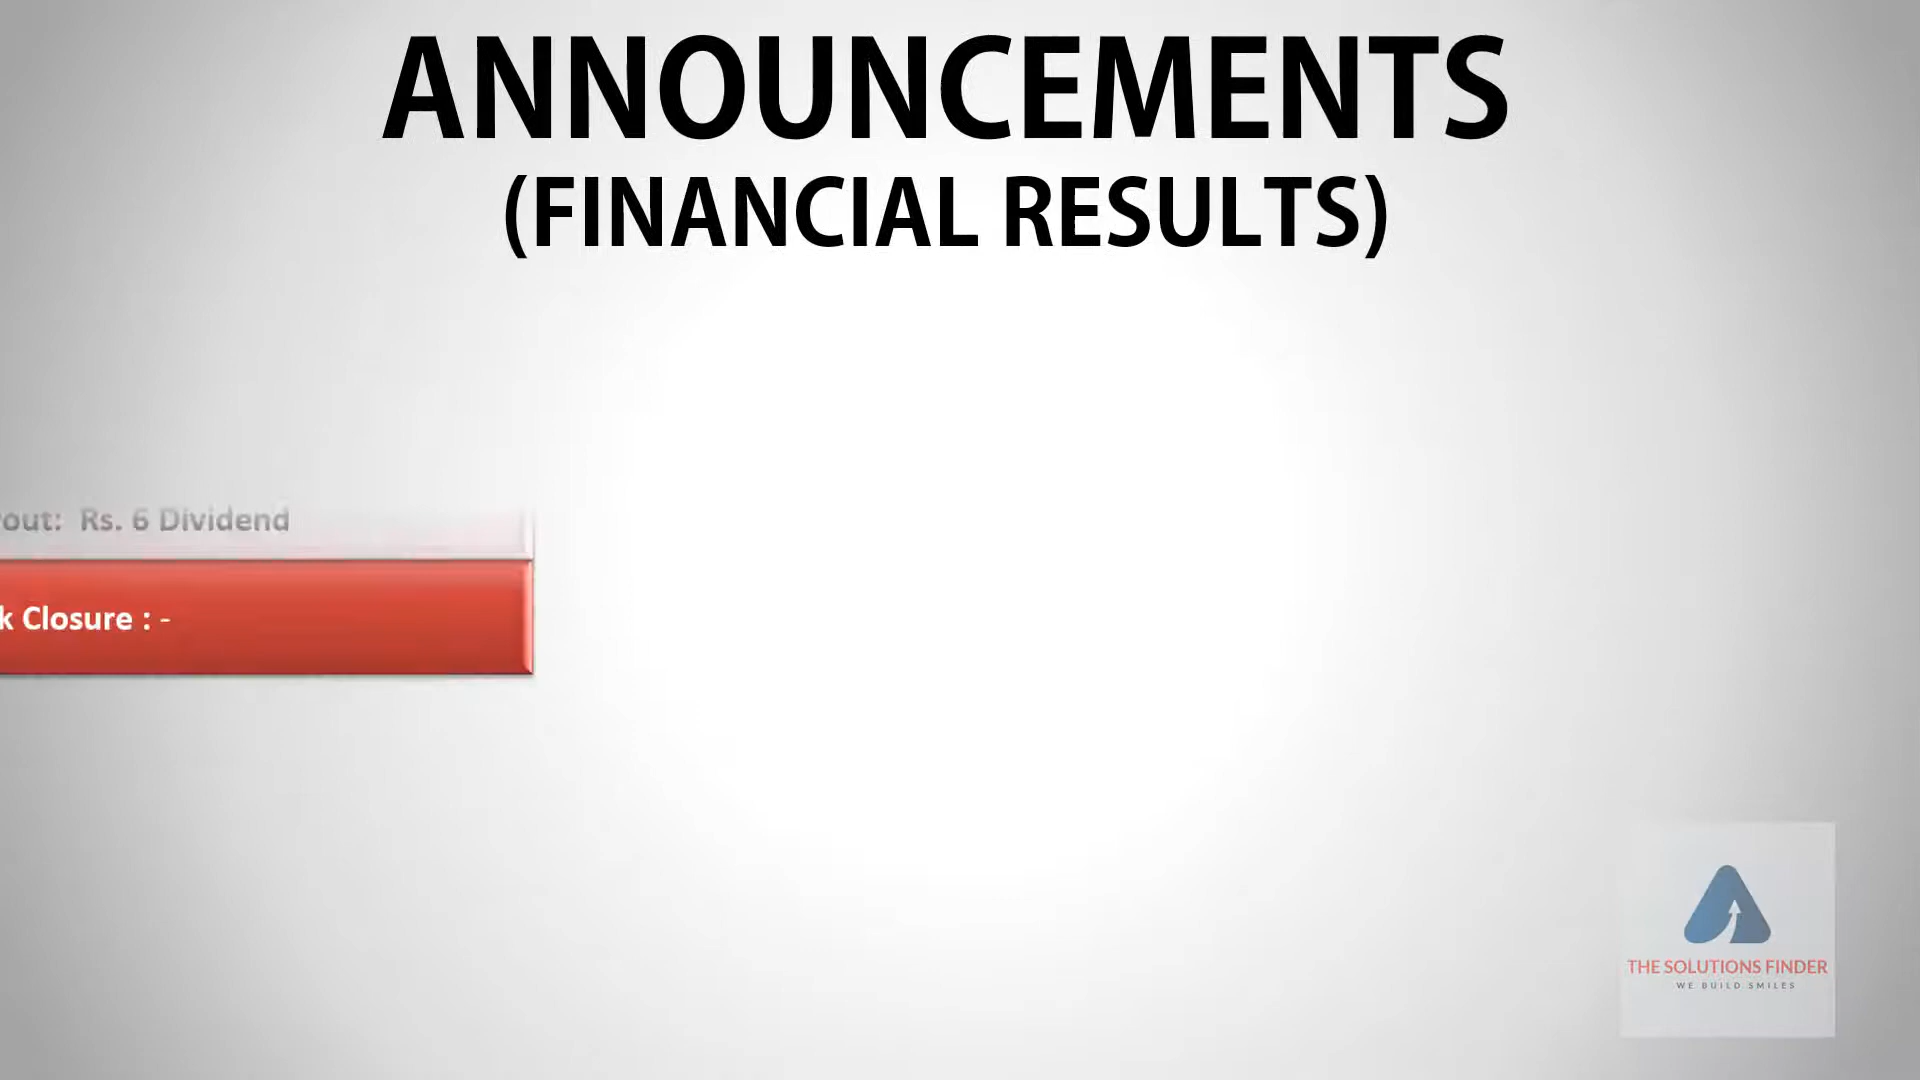 ANNOUNCEMENTS
(FINANCIAL RESULTS)
out: Rs. 6 Dividend
k Closure : -
THE SOLUTIONS FINDER
WE BUILD SMILES